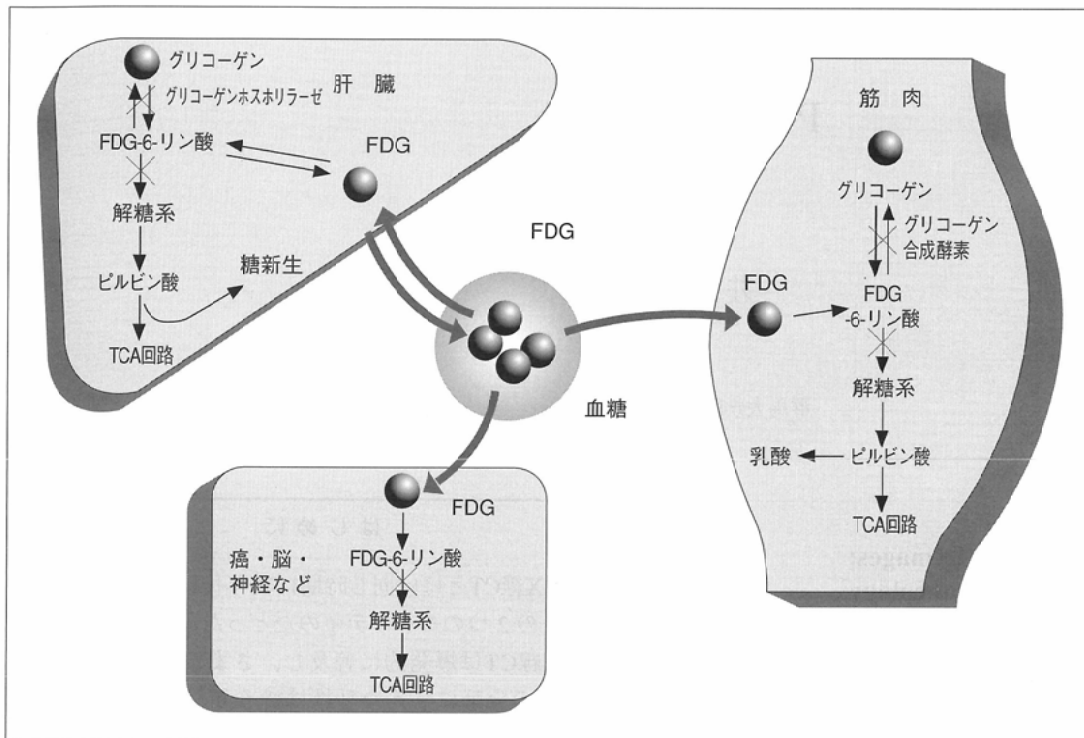 グリコーゲン
グリコーゲンホスホリラーゼ
肝 臓
FDG-6-リン酸
FDG
解糖系
ピルビン酸
糖新生
TCA回路
FDG
血糖
筋 肉
グリコーゲン
グリコーゲン
合成酵素
FDG
FDG
-6-リン酸
解糖系
乳酸
ピルビン酸
TCA回路
FDG
癌・脳・
神経など
FDG-6-リン酸
解糖系
TCA回路